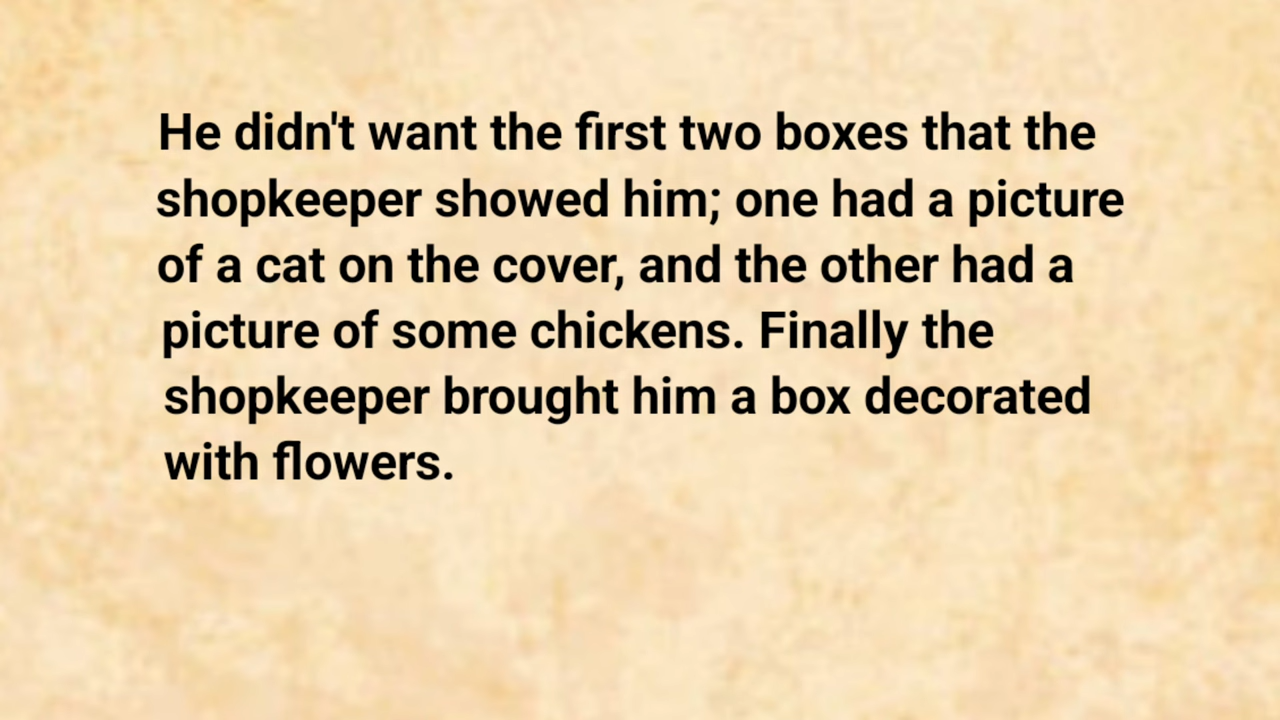 He didn't want the first two boxes that the
shopkeeper showed him; one had a picture
of a cat on the cover, and the other had a
picture of some chickens. Finally the
shopkeeper brought him a box decorated
with flowers.